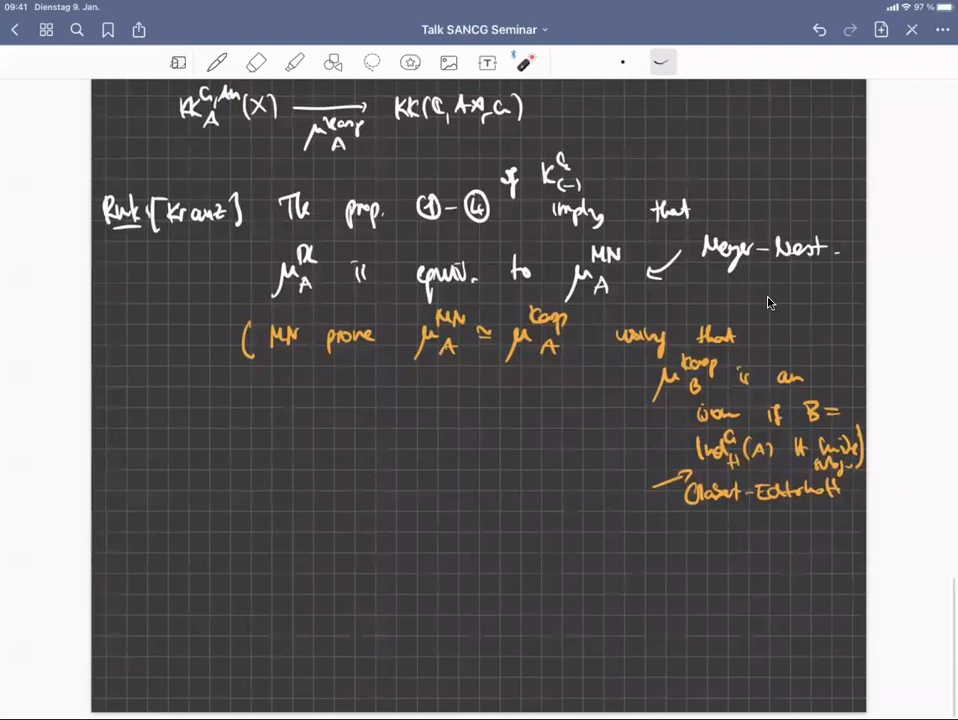 09:41 Dienstag 9. Jan.
97 %
Talk SANCG Seminar
KK_A^{G,An}(X) → KK(ℂ, A⋊_r G)
μ_A^{Kasp}
Rmk. [Kranz] The prop. ① - ④ of K_{(-)}^G imply that
μ_A^{DL} is equiv. to μ_A^{MN} ← Meyer-Nest.
( MN prove μ_A^{MN} ≃ μ_A^{Kasp} using that
μ_B^{Kasp} is an
isom if B =
Ind_H^G (A) H finite
subgr. )
→ Chabert-Echterhoff